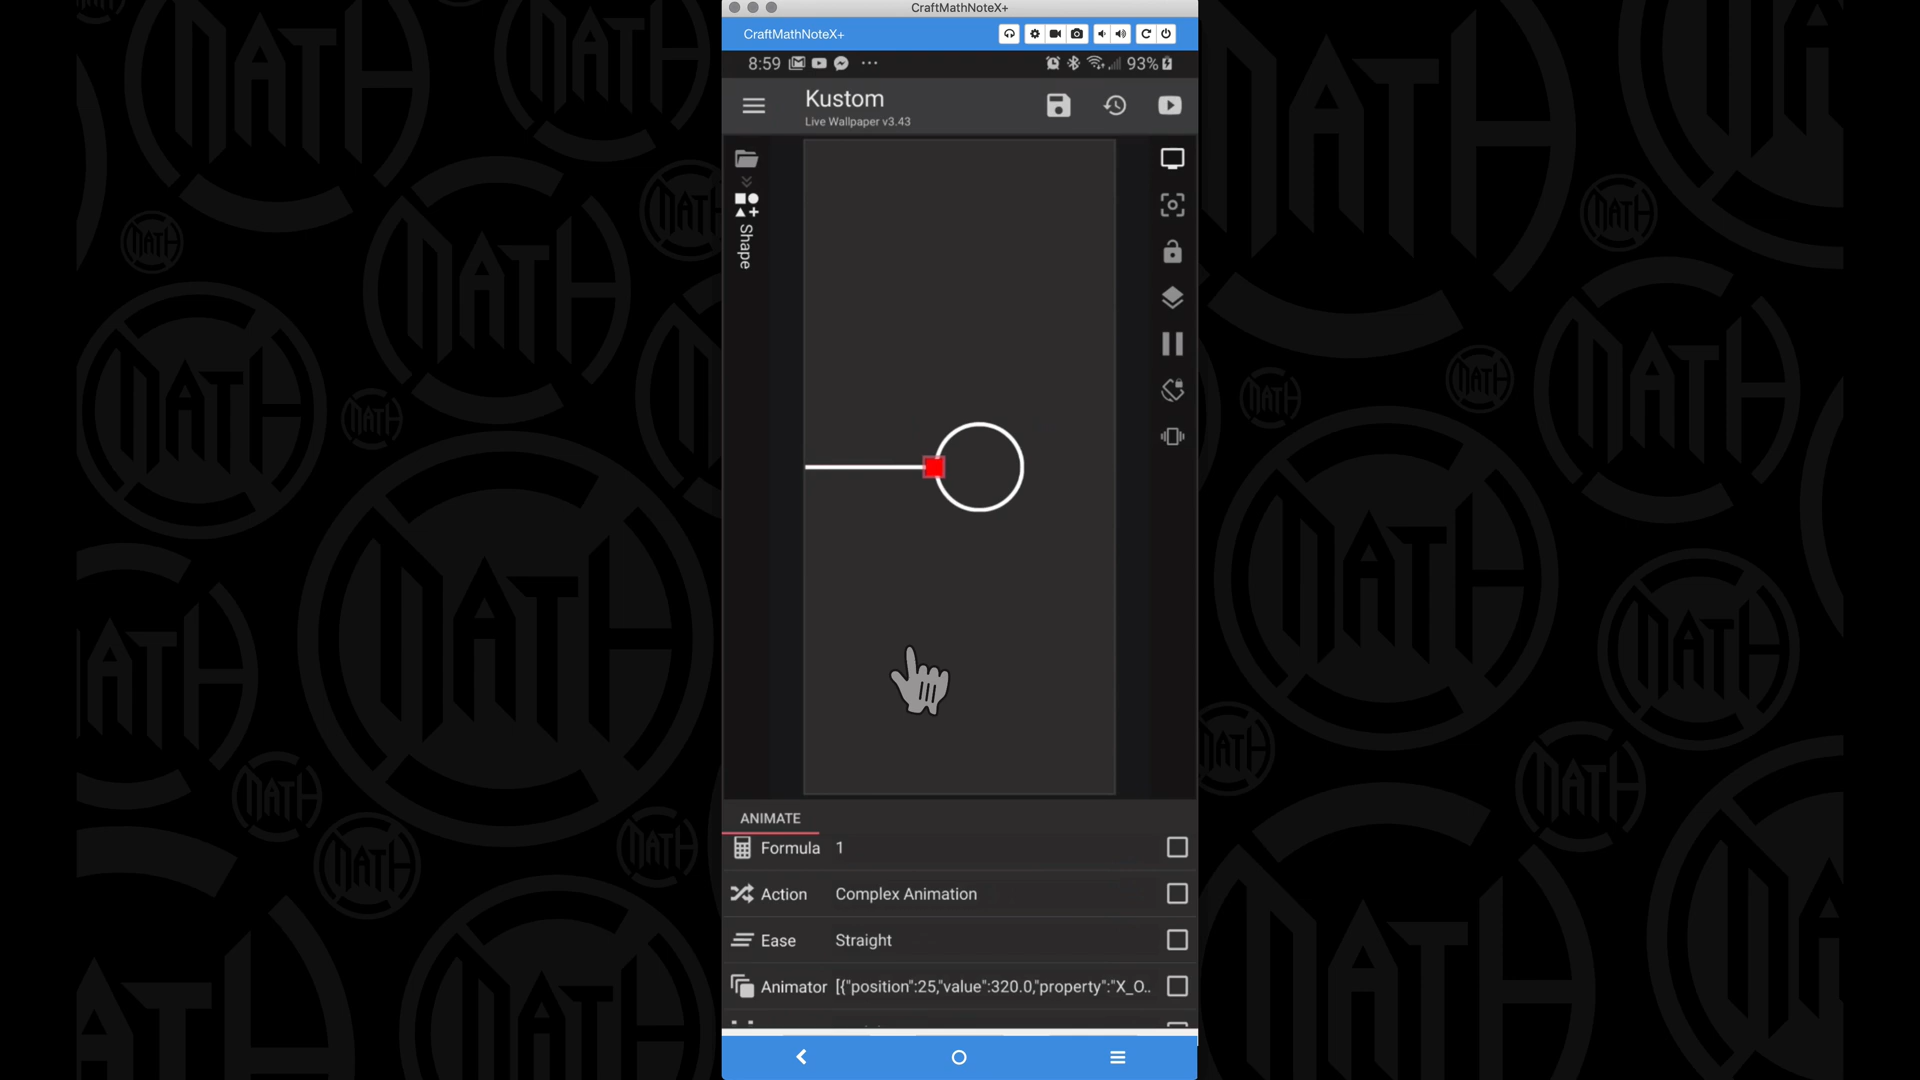 CraftMathNoteX+
CraftMathNoteX+
8:59
93%
Kustom
Live Wallpaper v3.43
Shape
ANIMATE
Formula 1
Action Complex Animation
Ease Straight
Animator [{"position":25,"value":320.0,"property":"X_O..